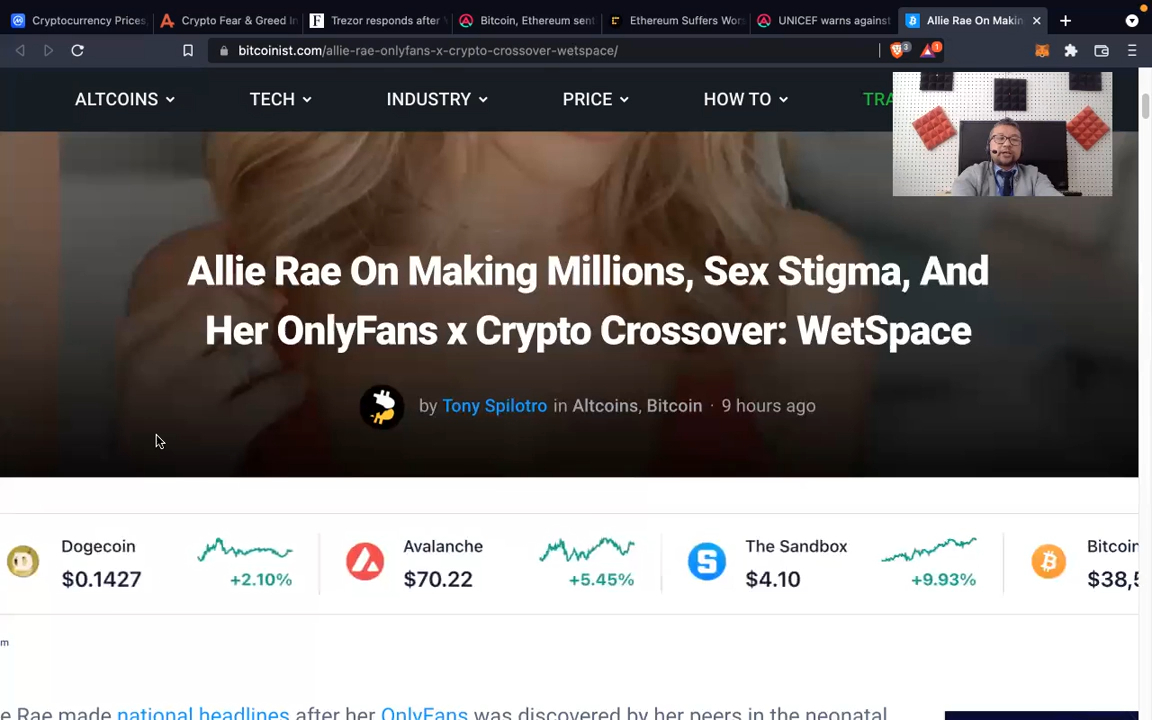 Cryptocurrency Prices,
Crypto Fear & Greed In
Trezor responds after
Bitcoin, Ethereum sent
Ethereum Suffers Wors
UNICEF warns against
Allie Rae On Makin
bitcoinist.com/allie-rae-onlyfans-x-crypto-crossover-wetspace/
3
1
ALTCOINS
TECH
INDUSTRY
PRICE
HOW TO
TRA
Allie Rae On Making Millions, Sex Stigma, And
Her OnlyFans x Crypto Crossover: WetSpace
by Tony Spilotro in Altcoins, Bitcoin · 9 hours ago
Dogecoin
$0.1427
+2.10%
Avalanche
$70.22
+5.45%
The Sandbox
$4.10
+9.93%
Bitcoin
$38,5
m
e Rae made national headlines after her OnlyFans was discovered by her peers in the neonatal